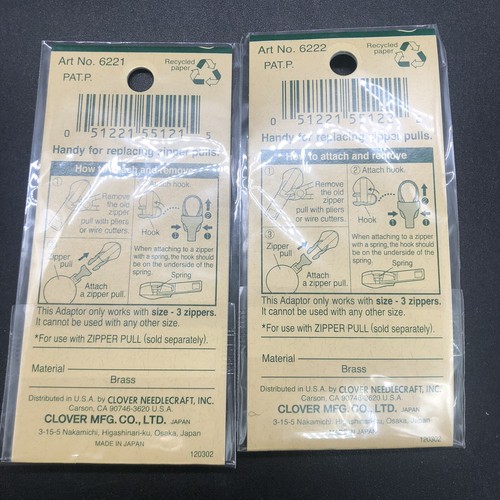 Art No. 6221
PAT.P.
Recycled
paper
0 51221 55121 5
Handy for replacing zipper pulls.
How to attach and remove
①
Remove
the old
zipper
pull with pliers
or wire cutters.
hook.
Hook
Zipper
pull
Attach
a zipper pull.
When attaching to a zipper
with a spring, the hook should
be on the underside of the
spring.
Spring
This Adaptor only works with size - 3 zippers.
It cannot be used with any other size.
*For use with ZIPPER PULL (sold separately).
Material
Brass
Distributed in U.S.A. by CLOVER NEEDLECRAFT, INC.
Carson, CA 90746-3620 U.S.A.
CLOVER MFG. CO., LTD. JAPAN
3-15-5 Nakamichi, Higashinari-ku, Osaka, Japan
MADE IN JAPAN
120302
Art No. 6222
PAT.P.
Recycled
paper
0 51221 55123
Handy for replacing zipper pulls.
How to attach and remove
①
Remove
the old
zipper
pull with pliers
or wire cutters.
② Attach hook.
Hook
③
Zipper
pull
Attach
a zipper pull.
When attaching to a zipper
with a spring, the hook should
be on the underside of the
spring.
Spring
This Adaptor only works with size - 3 zippers.
It cannot be used with any other size.
*For use with ZIPPER PULL (sold separately).
Material
Brass
Distributed in U.S.A. by CLOVER NEEDLECRAFT, INC.
Carson, CA 90746-3620 U.S.A.
CLOVER MFG. CO., LTD. JAPAN
3-15-5 Nakamichi, Higashinari-ku, Osaka, Japan
MADE IN JAPAN
120302